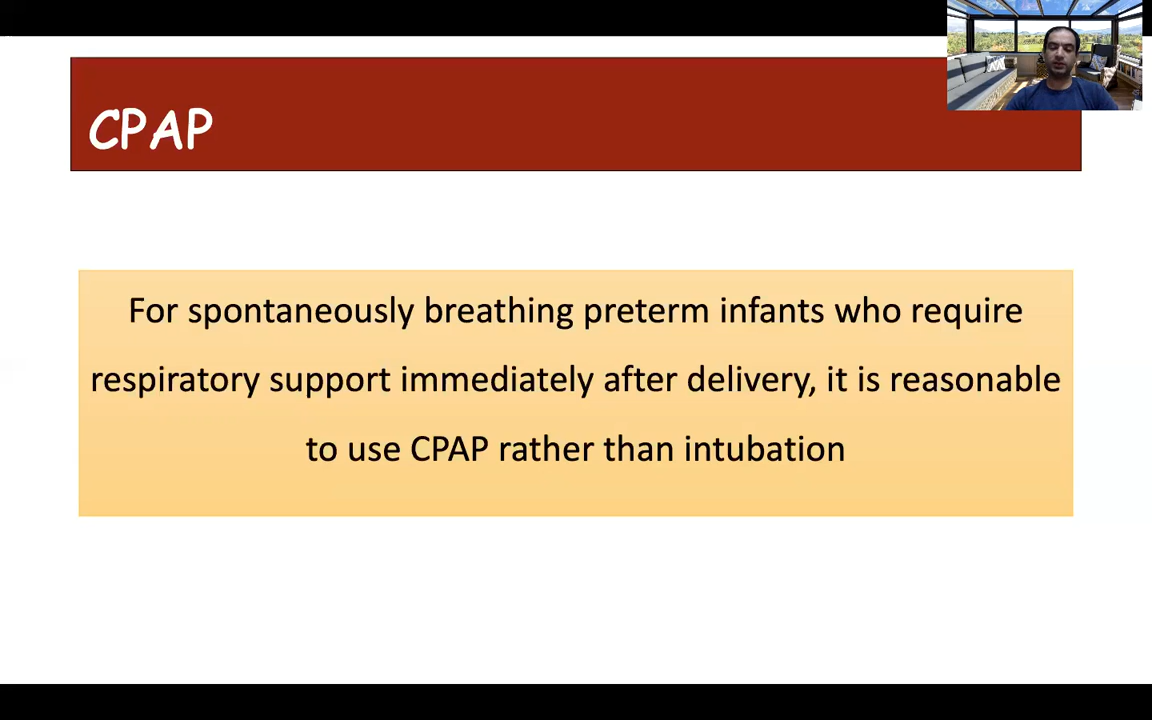 CPAP
For spontaneously breathing preterm infants who require
respiratory support immediately after delivery, it is reasonable
to use CPAP rather than intubation